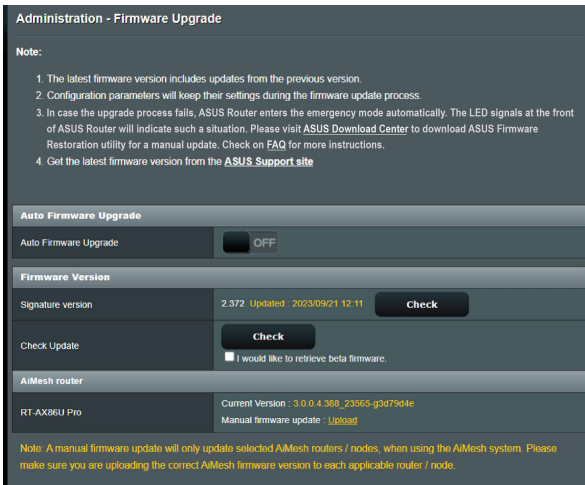 Administration - Firmware Upgrade
Note:
1. The latest firmware version includes updates from the previous version.
2. Configuration parameters will keep their settings during the firmware update process.
3. In case the upgrade process fails, ASUS Router enters the emergency mode automatically. The LED signals at the front
of ASUS Router will indicate such a situation. Please visit ASUS Download Center to download ASUS Firmware
Restoration utility for a manual update. Check on FAQ for more instructions.
4. Get the latest firmware version from the ASUS Support site
Auto Firmware Upgrade
Auto Firmware Upgrade OFF
Firmware Version
Signature version 2.372 Updated : 2023/09/21 12:11 Check
Check Update Check
I would like to retrieve beta firmware.
AiMesh router
RT-AX86U Pro
Current Version : 3.0.0.4.388_23565-g3d79d4e
Manual firmware update : Upload
Note: A manual firmware update will only update selected AiMesh routers / nodes, when using the AiMesh system. Please
make sure you are uploading the correct AiMesh firmware version to each applicable router / node.